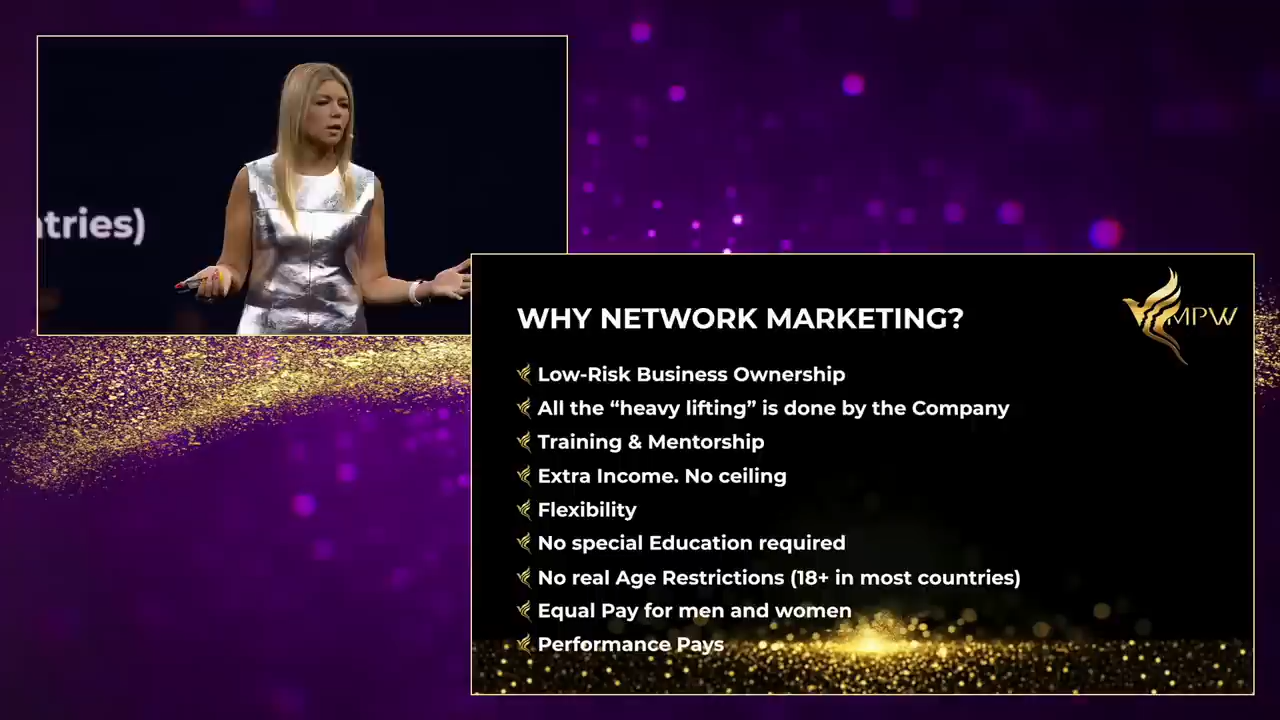 ntries)
WHY NETWORK MARKETING?
MPW
Low-Risk Business Ownership
All the “heavy lifting” is done by the Company
Training & Mentorship
Extra Income. No ceiling
Flexibility
No special Education required
No real Age Restrictions (18+ in most countries)
Equal Pay for men and women
Performance Pays